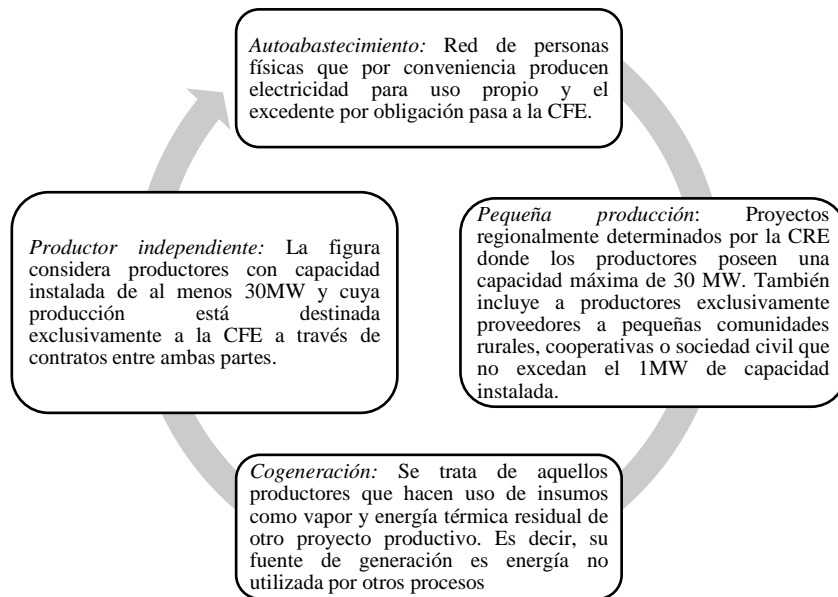 Autoabastecimiento: Red de personas
físicas que por conveniencia producen
electricidad para uso propio y el
excedente por obligación pasa a la CFE.
Pequeña producción: Proyectos
regionalmente determinados por la CRE
donde los productores poseen una
capacidad máxima de 30 MW. También
incluye a productores exclusivamente
proveedores a pequeñas comunidades
rurales, cooperativas o sociedad civil que
no excedan el 1MW de capacidad
instalada.
Cogeneración: Se trata de aquellos
productores que hacen uso de insumos
como vapor y energía térmica residual de
otro proyecto productivo. Es decir, su
fuente de generación es energía no
utilizada por otros procesos
Productor independiente: La figura
considera productores con capacidad
instalada de al menos 30MW y cuya
producción está destinada
exclusivamente a la CFE a través de
contratos entre ambas partes.